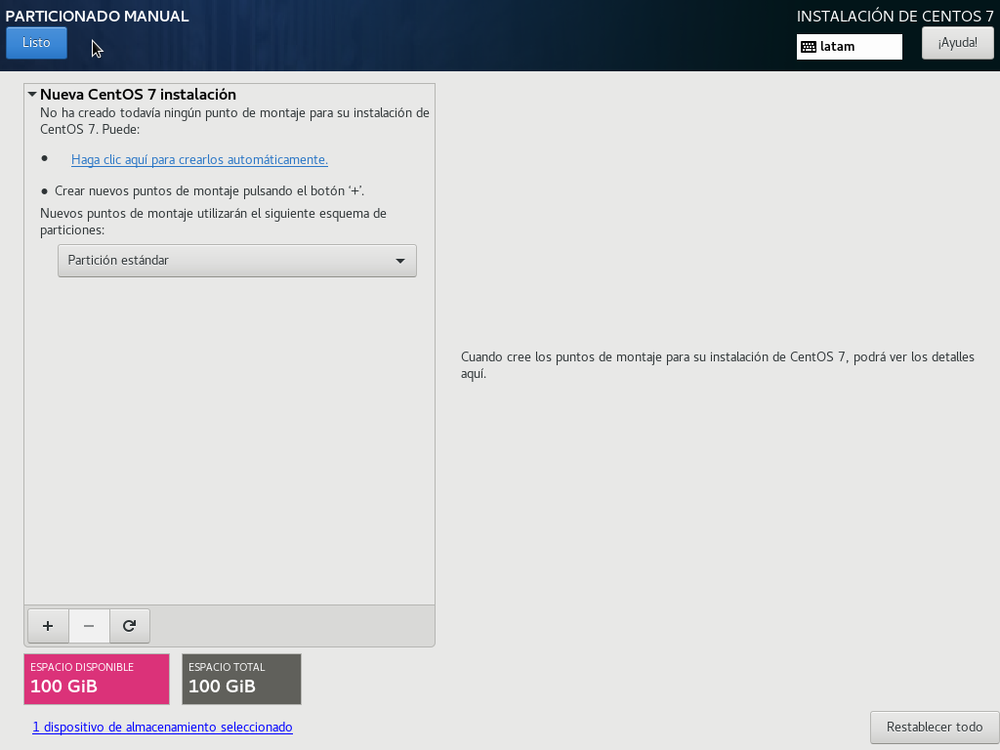 PARTICIONADO MANUAL
INSTALACIÓN DE CENTOS 7
Listo
latam
¡Ayuda!
Nueva CentOS 7 instalación
No ha creado todavía ningún punto de montaje para su instalación de
CentOS 7. Puede:
● Haga clic aquí para crearlos automáticamente.
● Crear nuevos puntos de montaje pulsando el botón ‘+’.
Nuevos puntos de montaje utilizarán el siguiente esquema de
particiones:
Partición estándar
Cuando cree los puntos de montaje para su instalación de CentOS 7, podrá ver los detalles
aquí.
+ −
ESPACIO DISPONIBLE
100 GiB
ESPACIO TOTAL
100 GiB
1 dispositivo de almacenamiento seleccionado
Restablecer todo